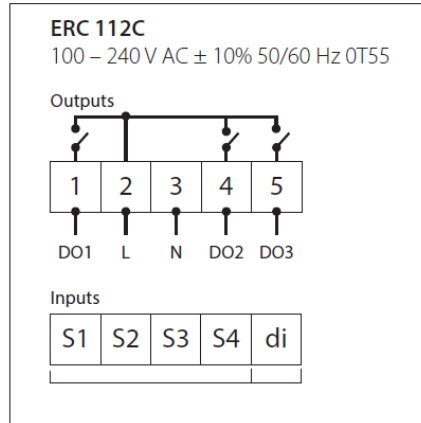 ERC 112C
100 – 240 V AC ± 10% 50/60 Hz 0T55
Outputs
1 2 3 4 5
DO1 L N DO2 DO3
Inputs
S1 S2 S3 S4 di